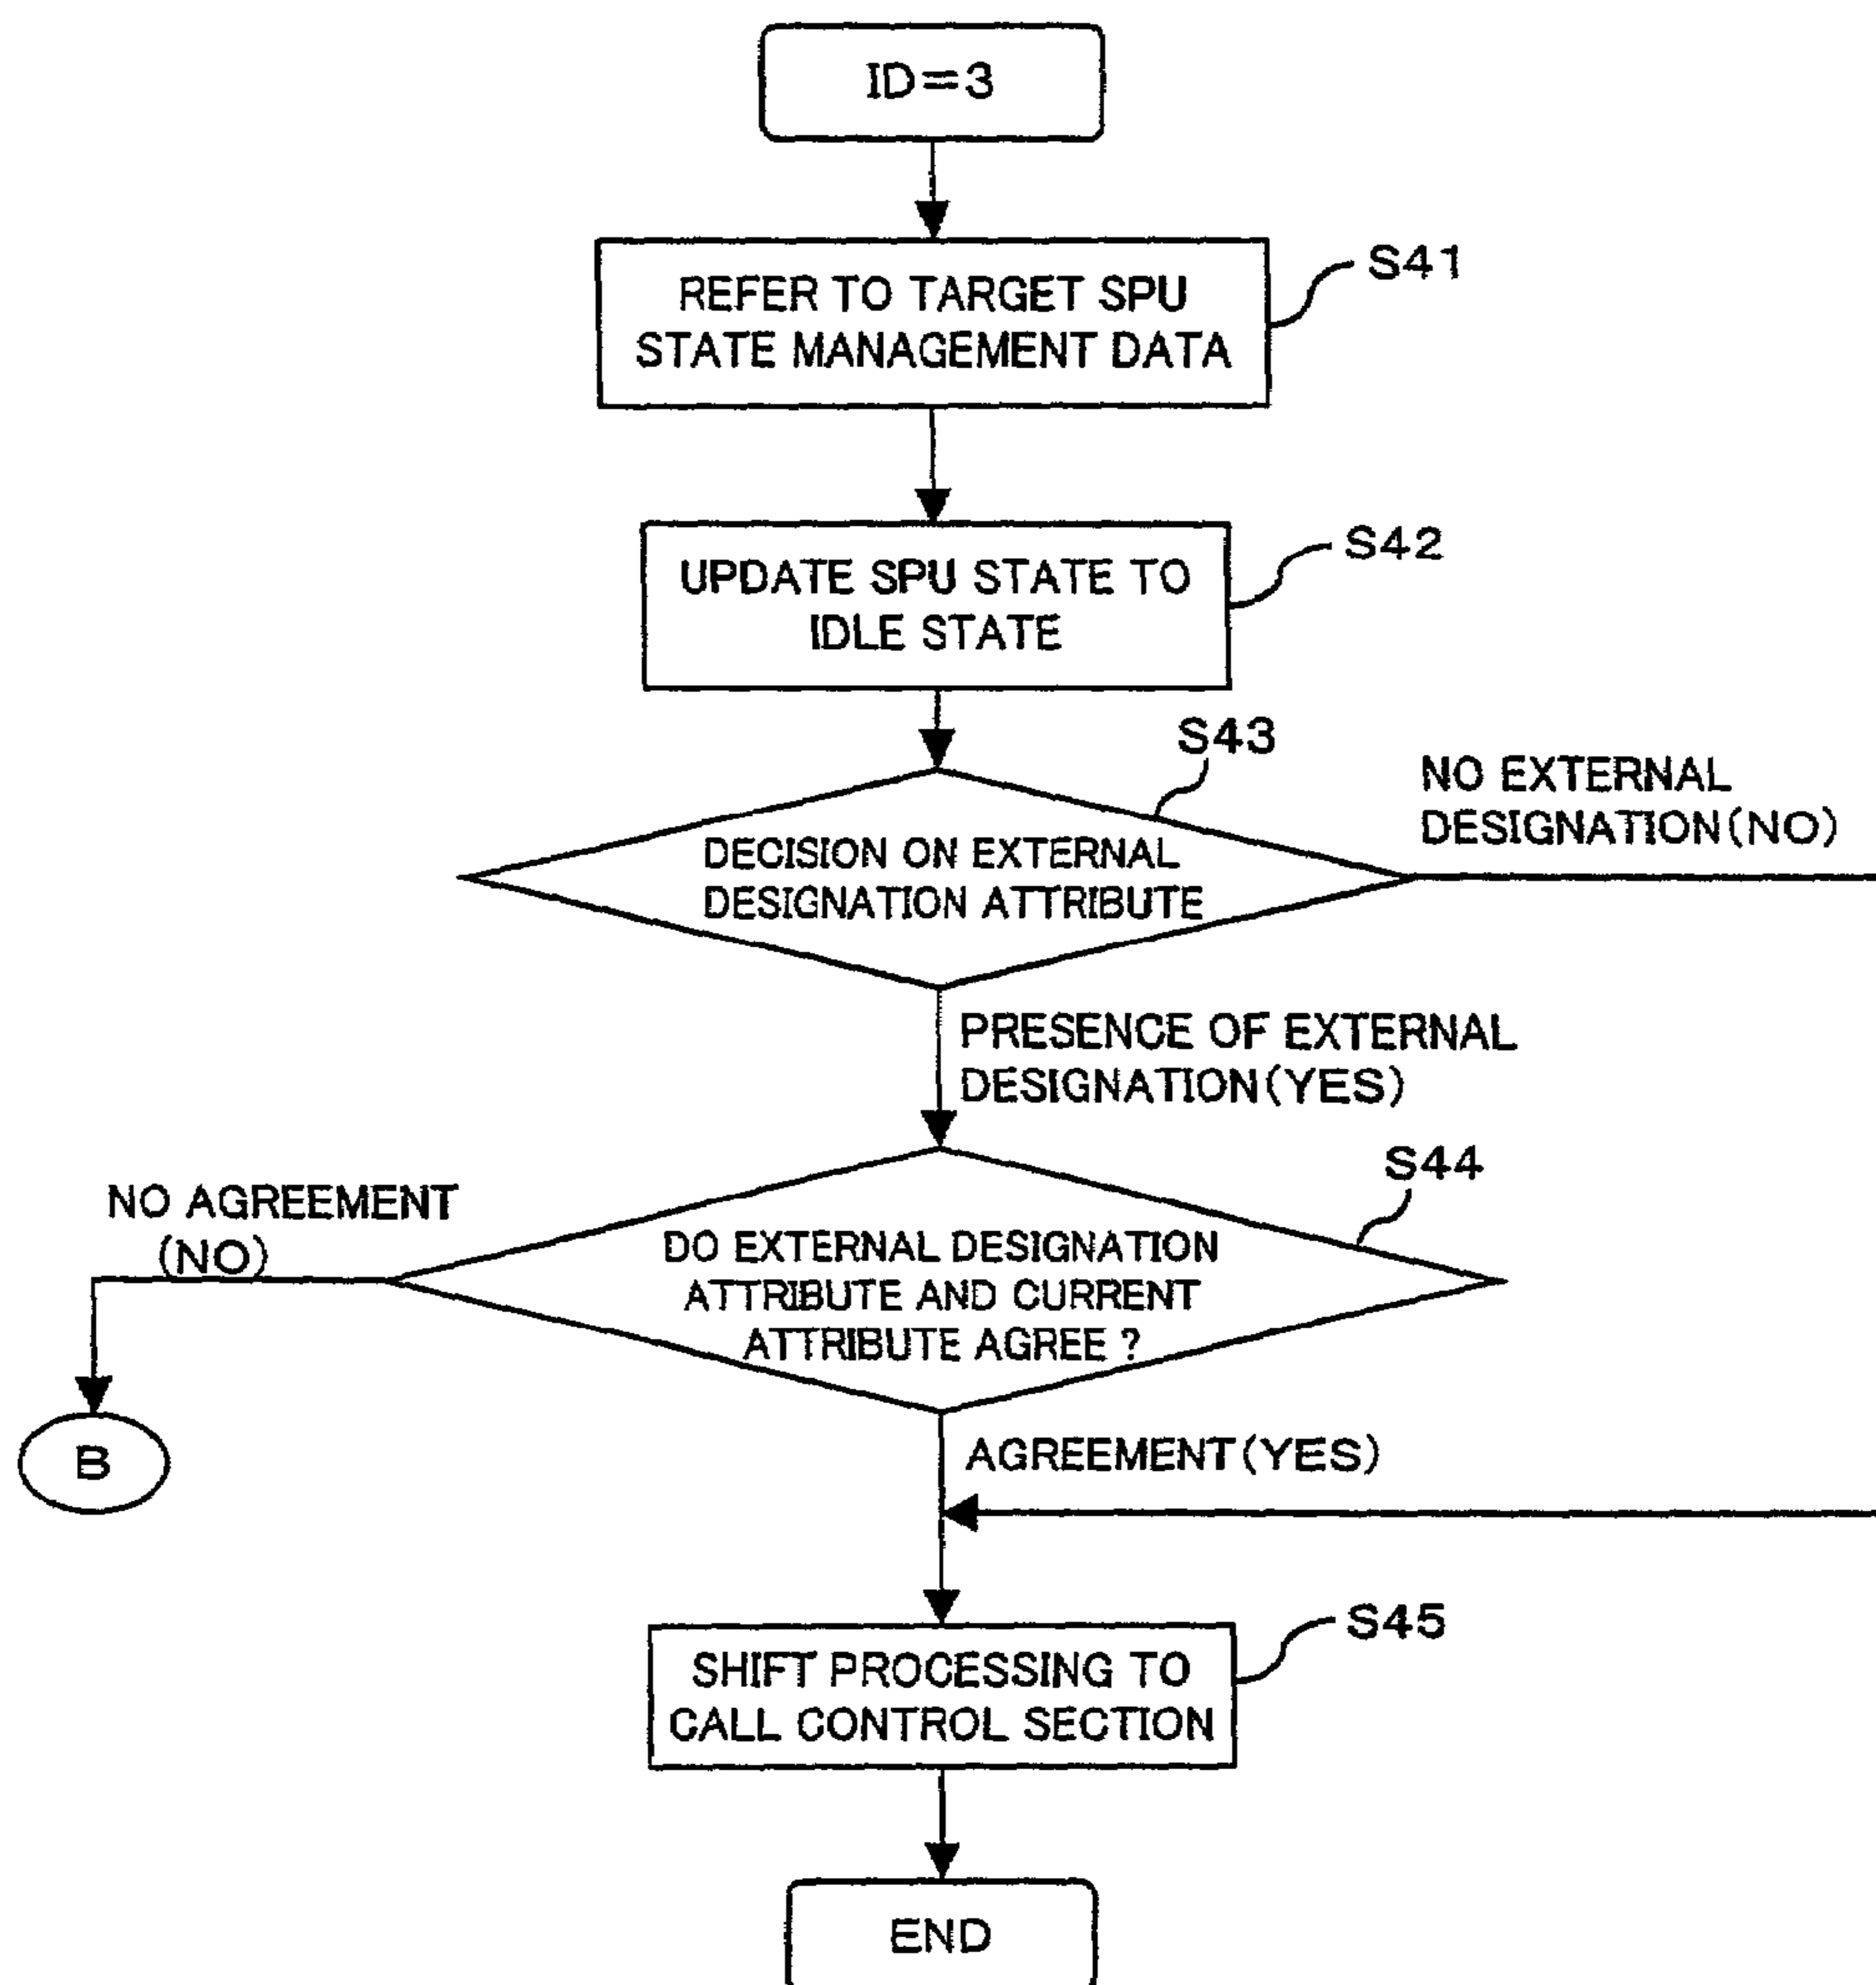 ID=3
REFER TO TARGET SPU
STATE MANAGEMENT DATA
S41
UPDATE SPU STATE TO
IDLE STATE
S42
S43
DECISION ON EXTERNAL
DESIGNATION ATTRIBUTE
NO EXTERNAL
DESIGNATION(NO)
PRESENCE OF EXTERNAL
DESIGNATION(YES)
S44
NO AGREEMENT
(NO)
DO EXTERNAL DESIGNATION
ATTRIBUTE AND CURRENT
ATTRIBUTE AGREE ?
B
AGREEMENT(YES)
S45
SHIFT PROCESSING TO
CALL CONTROL SECTION
END